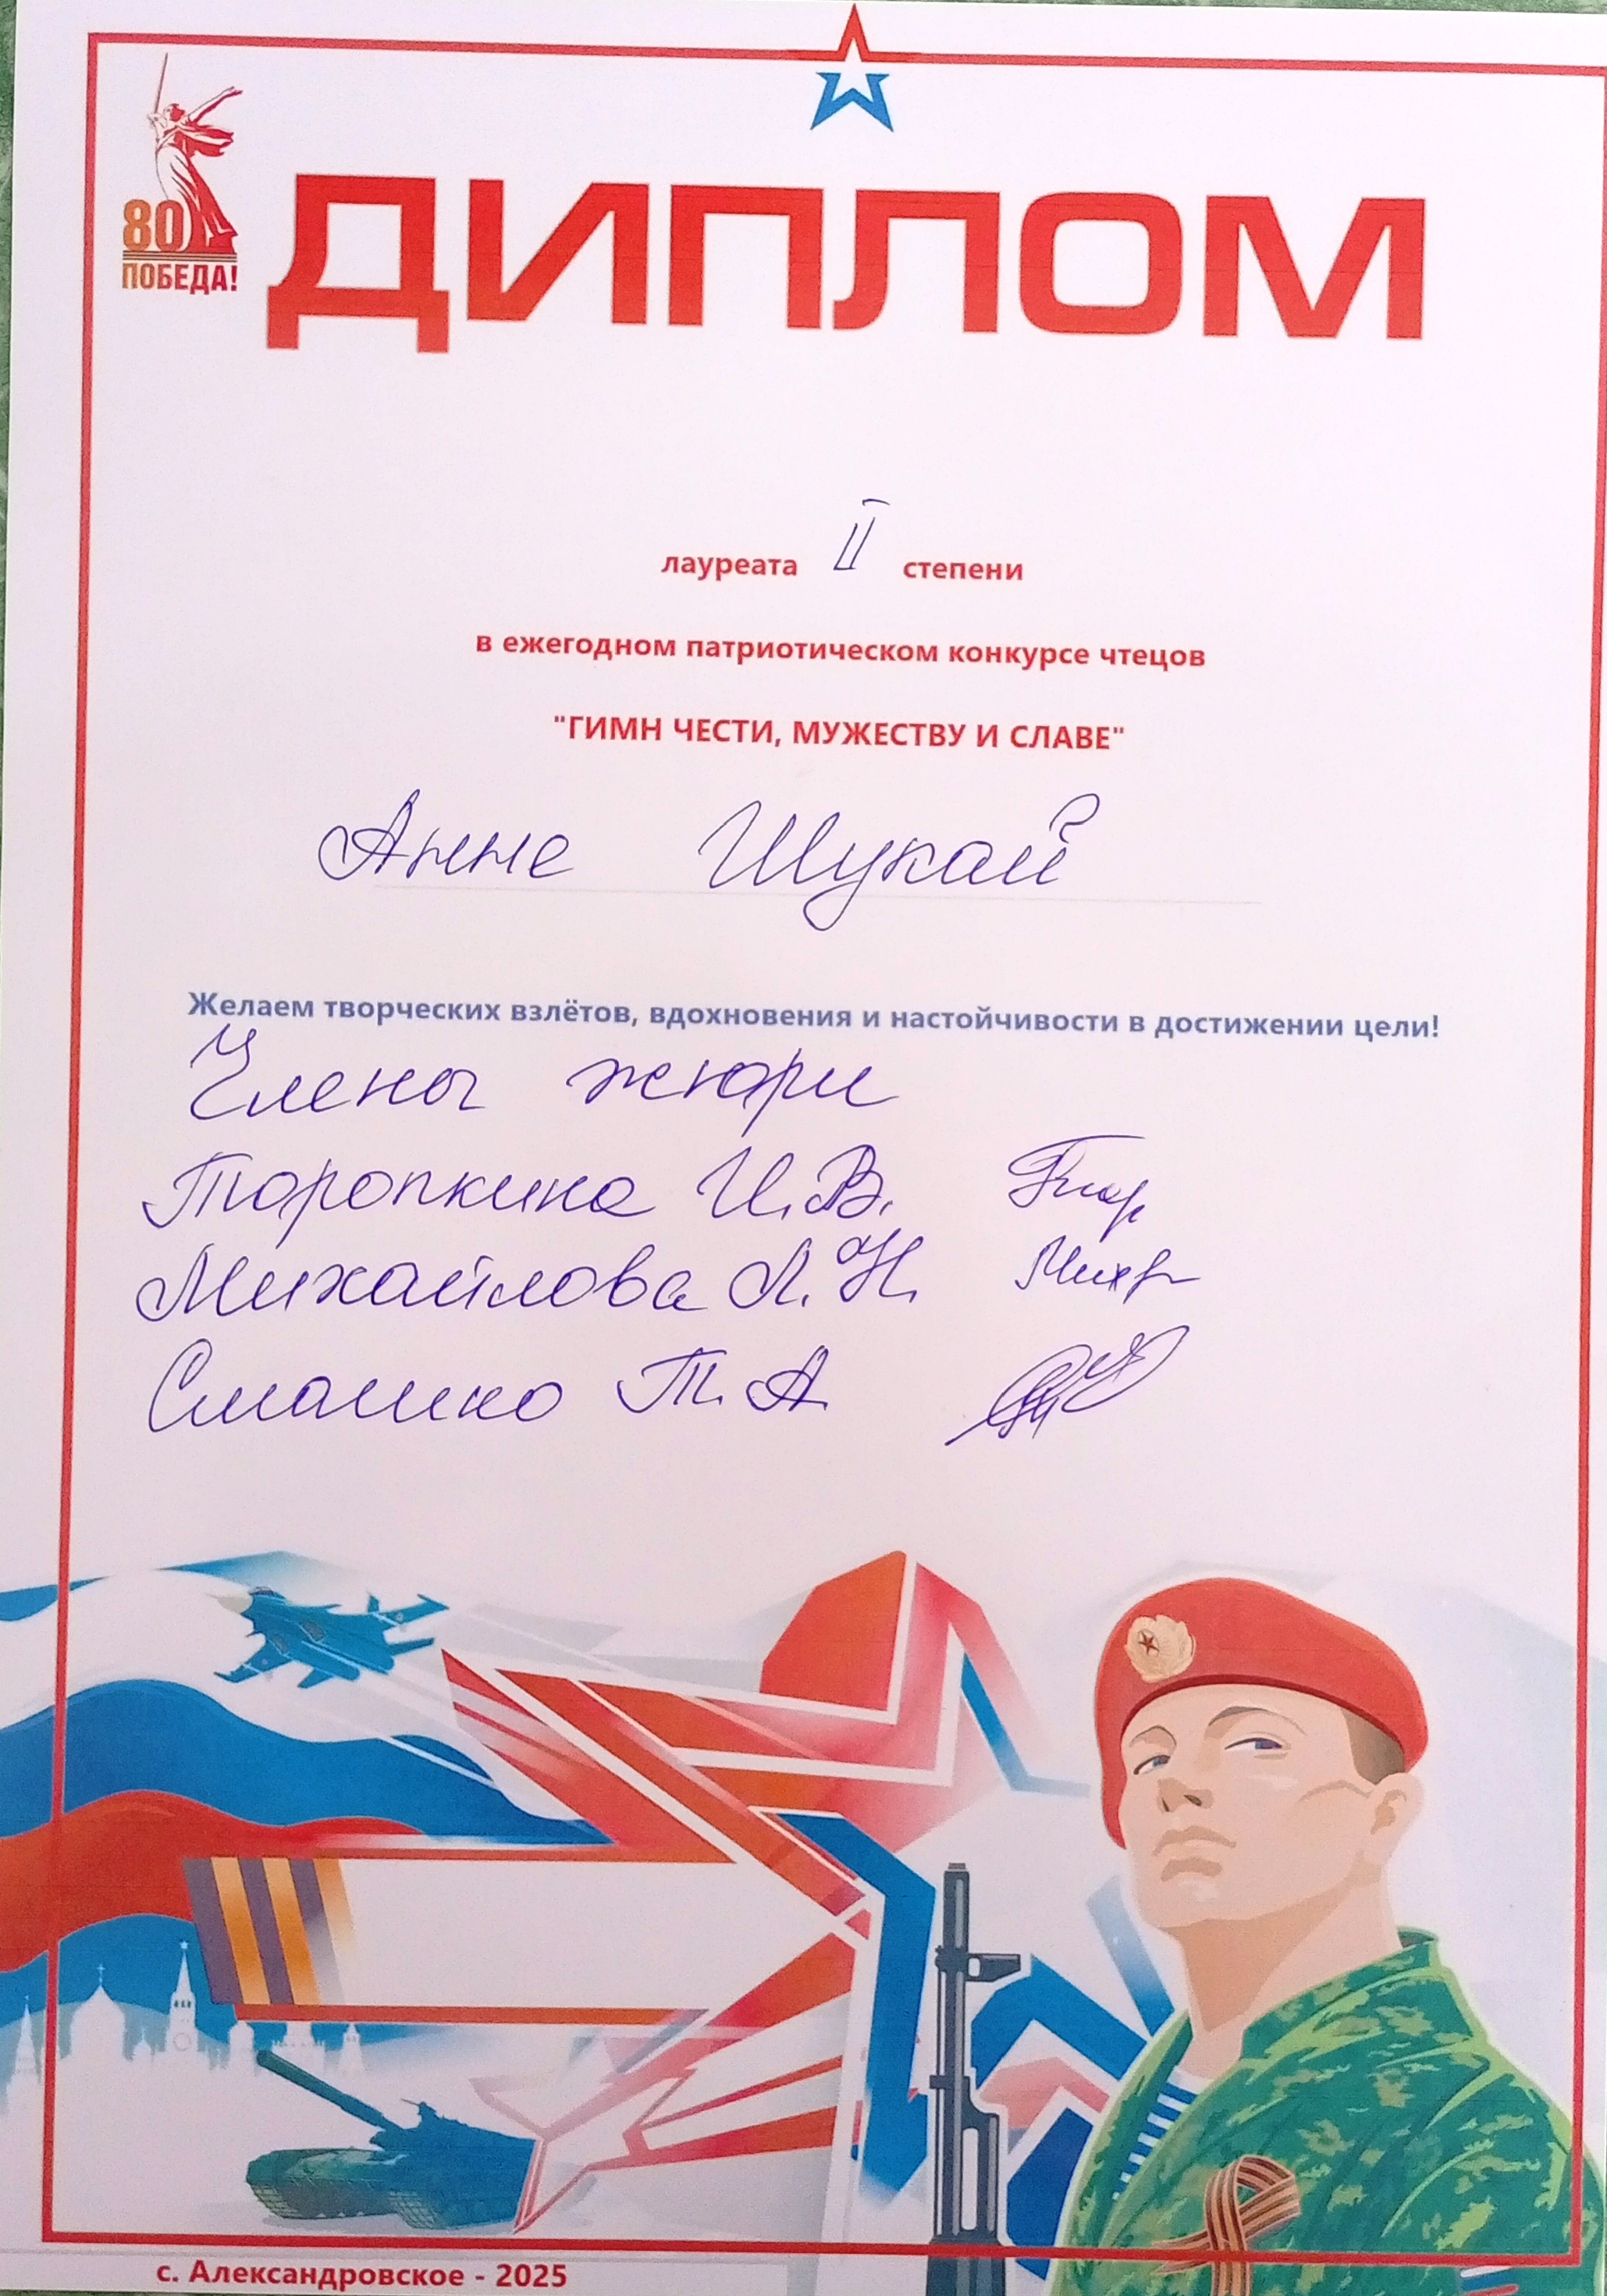 80
ПОБЕДА!
ДИПЛОМ
лауреата II степени
в ежегодном патриотическом конкурсе чтецов
"ГИМН ЧЕСТИ, МУЖЕСТВУ И СЛАВЕ"
Анне Шукай
Желаем творческих взлётов, вдохновения и настойчивости в достижении цели!
Члены жюри
Торопкина И.В.
Михайлова Л.Н.
Смашко Т.А.
с. Александровское - 2025